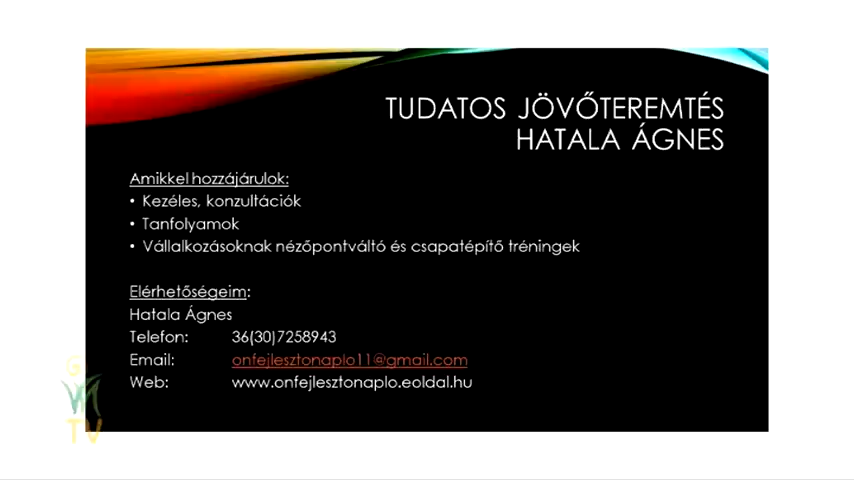 TUDATOS JÖVŐTEREMTÉS
HATALA ÁGNES
Amikkel hozzájárulok:
• Kezéles, konzultációk
• Tanfolyamok
• Vállalkozásoknak nézőpontváltó és csapatépítő tréningek
Elérhetőségeim:
Hatala Ágnes
Telefon: 36(30)7258943
Email: onfejlesztonaplo11@gmail.com
Web: www.onfejlesztonaplo.eoldal.hu
G
M
TV